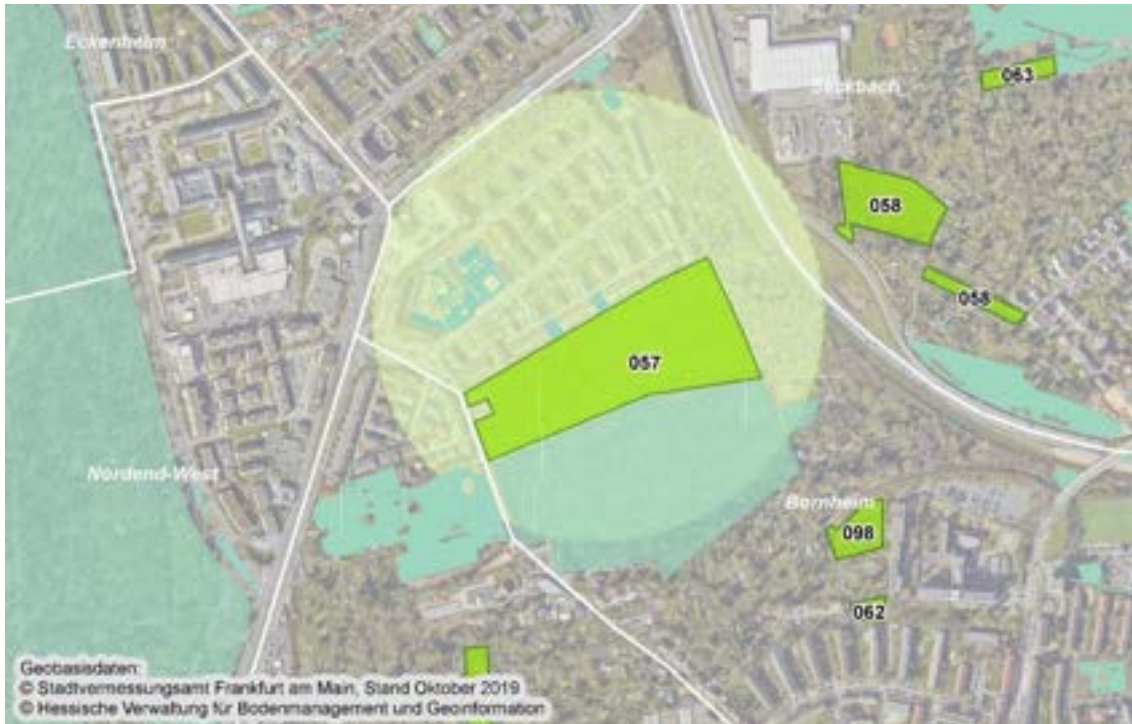 Eckenheim
063
Seckbach
058
058
057
Nordend-West
Bornheim
098
062
Geobasisdaten:
© Stadtvermessungsamt Frankfurt am Main, Stand Oktober 2019
© Hessische Verwaltung für Bodenmanagement und Geoinformation